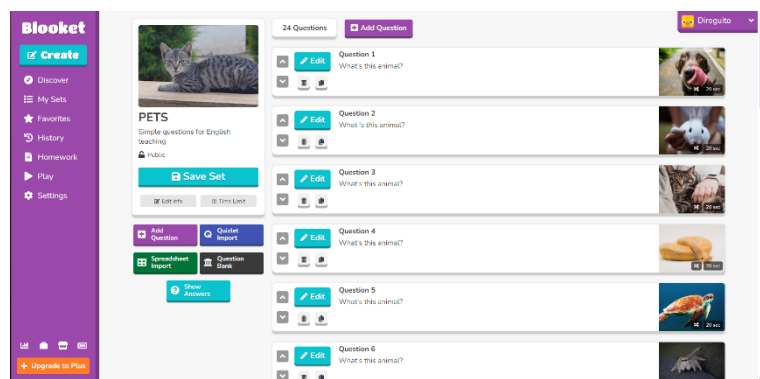 Blooket
Create
Discover
My Sets
Favorites
History
Homework
Play
Settings
Upgrade to Plus
PETS
Simple questions for English
teaching
Public
Save Set
Edit Info
Time Limit
Add
Question
Quizlet
Import
Spreadsheet
Import
Question
Bank
Show
Answers
24 Questions
Add Question
Diroguito
Edit
Question 1
What's this animal?
20 sec
Edit
Question 2
What 's this animal?
20 sec
Edit
Question 3
What's this animal?
20 sec
Edit
Question 4
What's this animal?
20 sec
Edit
Question 5
What's this animal?
20 sec
Edit
Question 6
What's this animal?